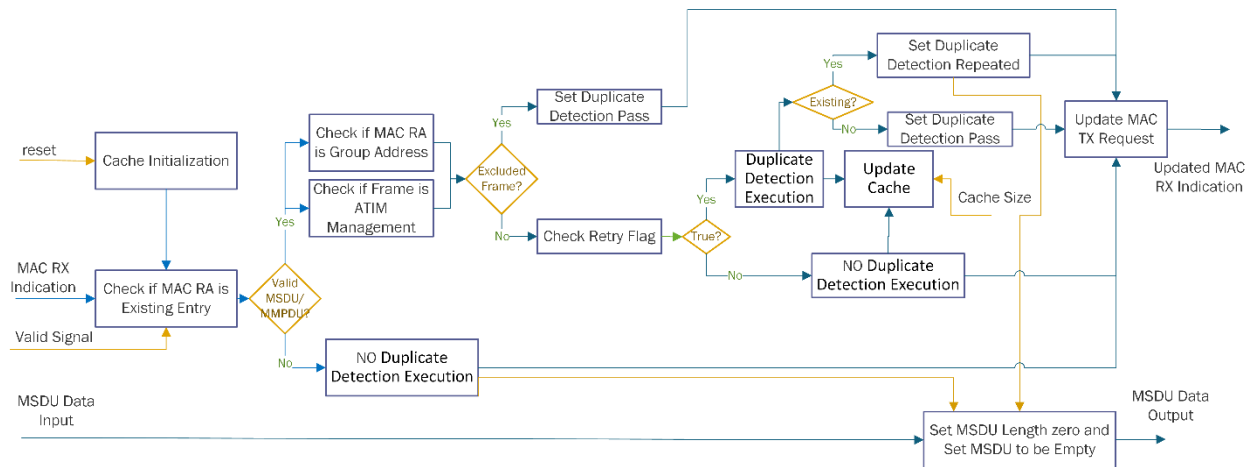 reset
Cache Initialization
MAC RX
Indication
Check if MAC RA is
Existing Entry
Valid Signal
MSDU Data
Input
Valid
MSDU/
MMPDU?
Yes
No
Check if MAC RA
is Group Address
Check if Frame is
ATIM
Management
NO Duplicate
Detection Execution
Excluded
Frame?
Yes
No
Set Duplicate
Detection Pass
Check Retry Flag
True?
Yes
No
Duplicate
Detection
Execution
NO Duplicate
Detection Execution
Update
Cache
Cache Size
Existing?
Yes
No
Set Duplicate
Detection Repeated
Set Duplicate
Detection Pass
Update MAC
TX Request
Updated MAC
RX Indication
Set MSDU Length zero and
Set MSDU to be Empty
MSDU Data
Output